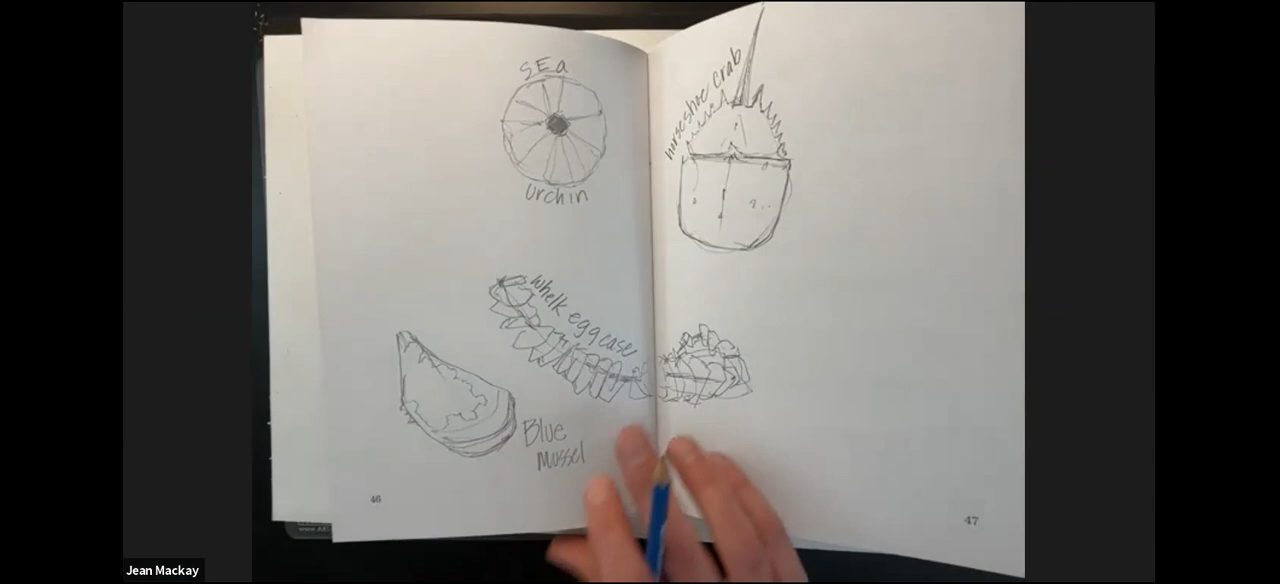 SEa
urchin
horseshoe crab
whelk egg case
Blue
mussel
46
47
Jean Mackay